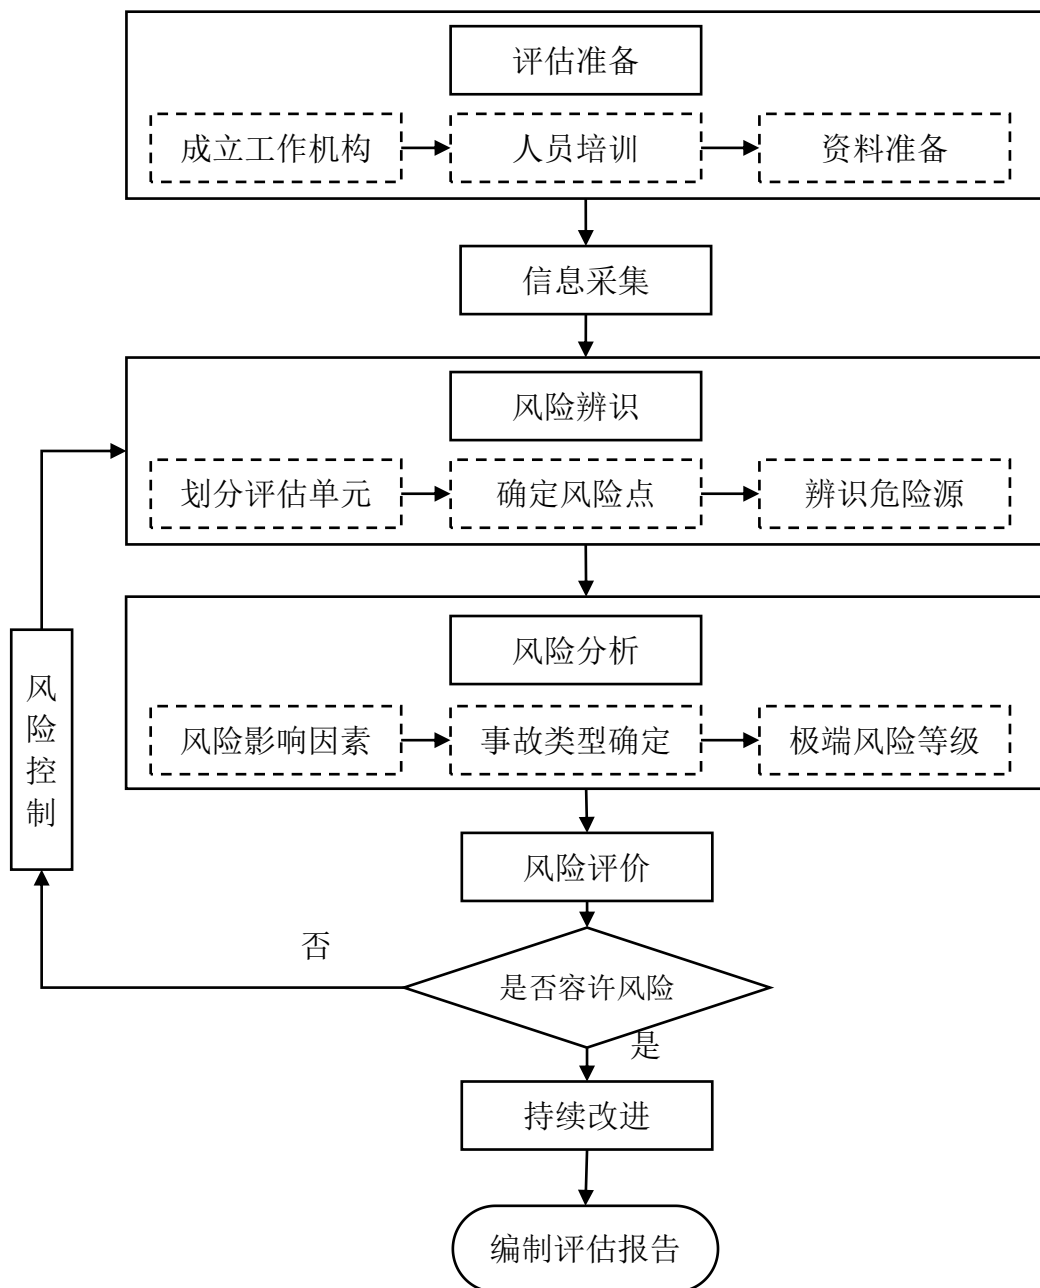 评估准备
成立工作机构
人员培训
资料准备
信息采集
风险辨识
划分评估单元
确定风险点
辨识危险源
风险分析
风险影响因素
事故类型确定
极端风险等级
风险控制
风险评价
否
是否容许风险
是
持续改进
编制评估报告